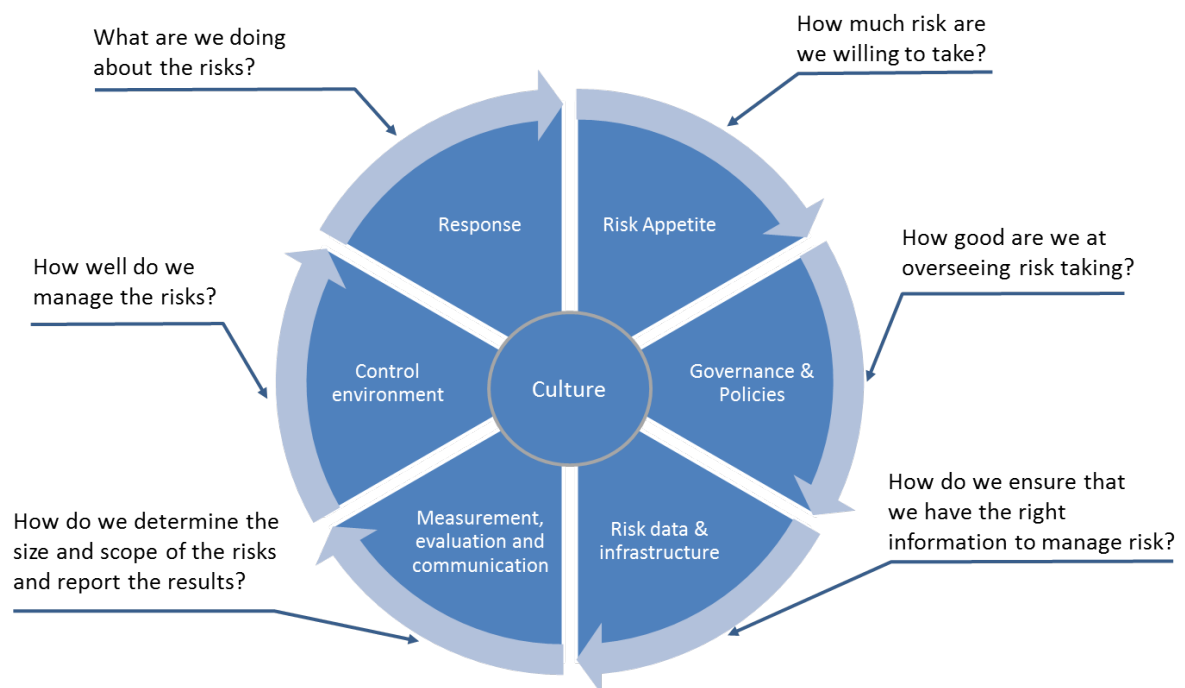 What are we doing
about the risks?
How much risk are
we willing to take?
Response
Risk Appetite
How well do we
manage the risks?
How good are we at
overseeing risk taking?
Control
environment
Culture
Governance &
Policies
How do we determine the
size and scope of the risks
and report the results?
Measurement,
evaluation and
communication
Risk data &
infrastructure
How do we ensure that
we have the right
information to manage risk?